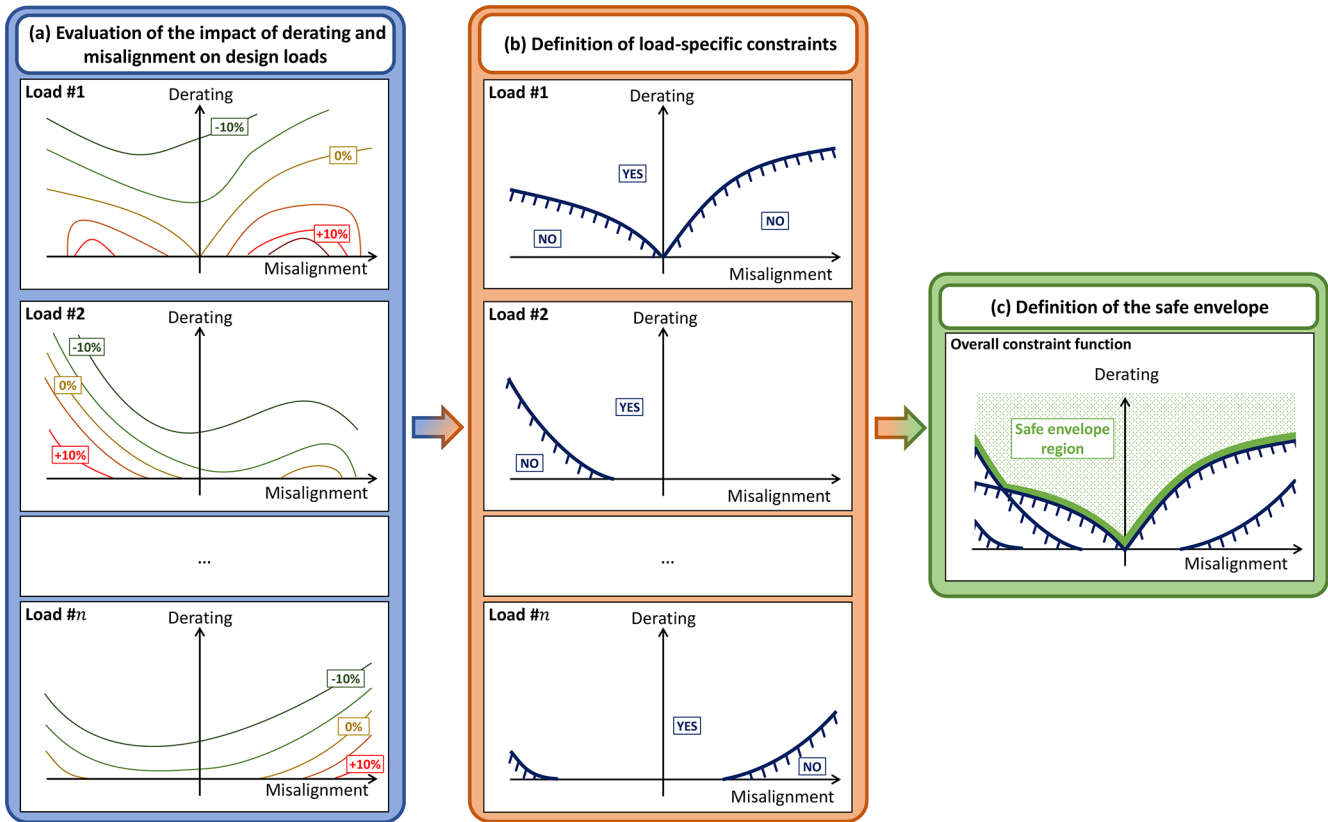 (a) Evaluation of the impact of derating and
misalignment on design loads
Load #1
Derating
-10%
0%
+10%
Misalignment
Load #2
Derating
-10%
0%
+10%
Misalignment
...
Load #n
Derating
-10%
0%
+10%
Misalignment
(b) Definition of load-specific constraints
Load #1
Derating
YES
NO
NO
Misalignment
Load #2
Derating
YES
NO
Misalignment
...
Load #n
Derating
YES
NO
Misalignment
(c) Definition of the safe envelope
Overall constraint function
Derating
Safe envelope
region
Misalignment